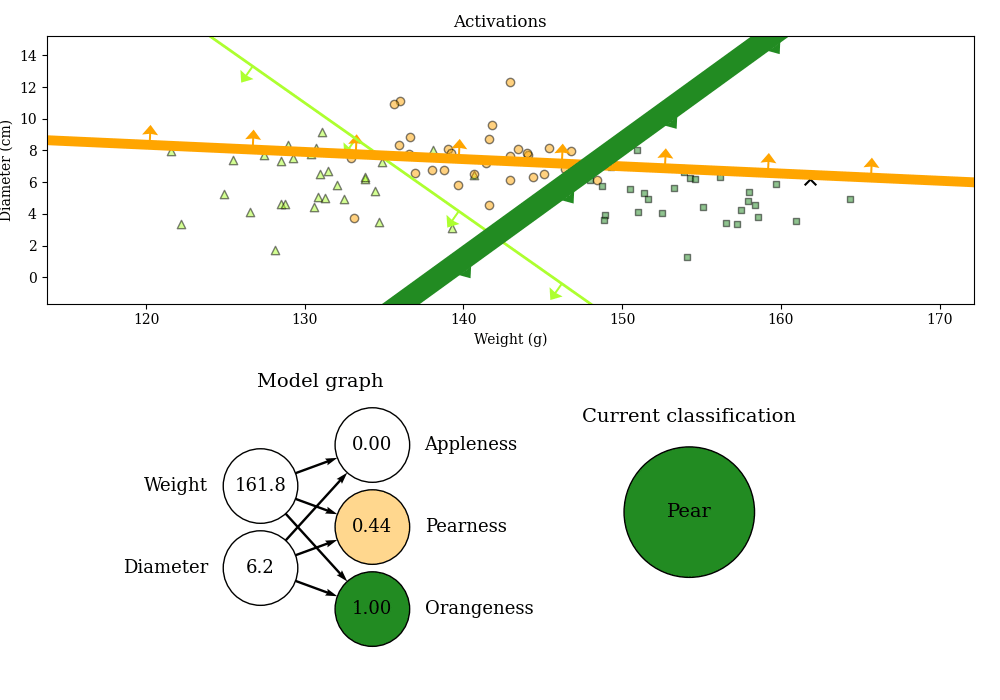 Activations
14
12
10
8
6
4
2
0
Diameter (cm)
120
130
140
150
160
170
Weight (g)
Model graph
Current classification
0.00
Appleness
Weight
161.8
Pear
0.44
Pearness
Diameter
6.2
1.00
Orangeness